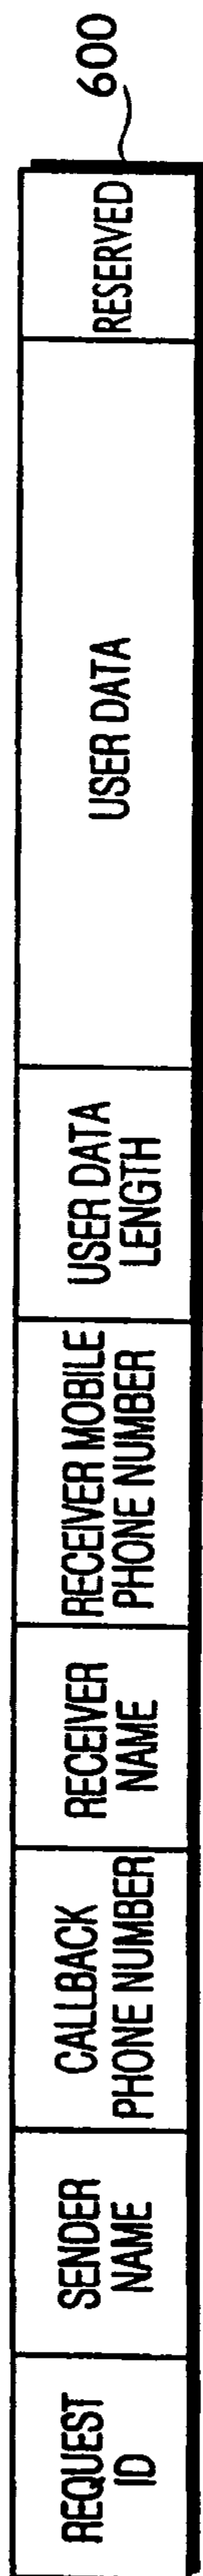 REQUEST
ID
SENDER
NAME
CALLBACK
PHONE NUMBER
RECEIVER
NAME
RECEIVER MOBILE
PHONE NUMBER
USER DATA
LENGTH
USER DATA
RESERVED
600